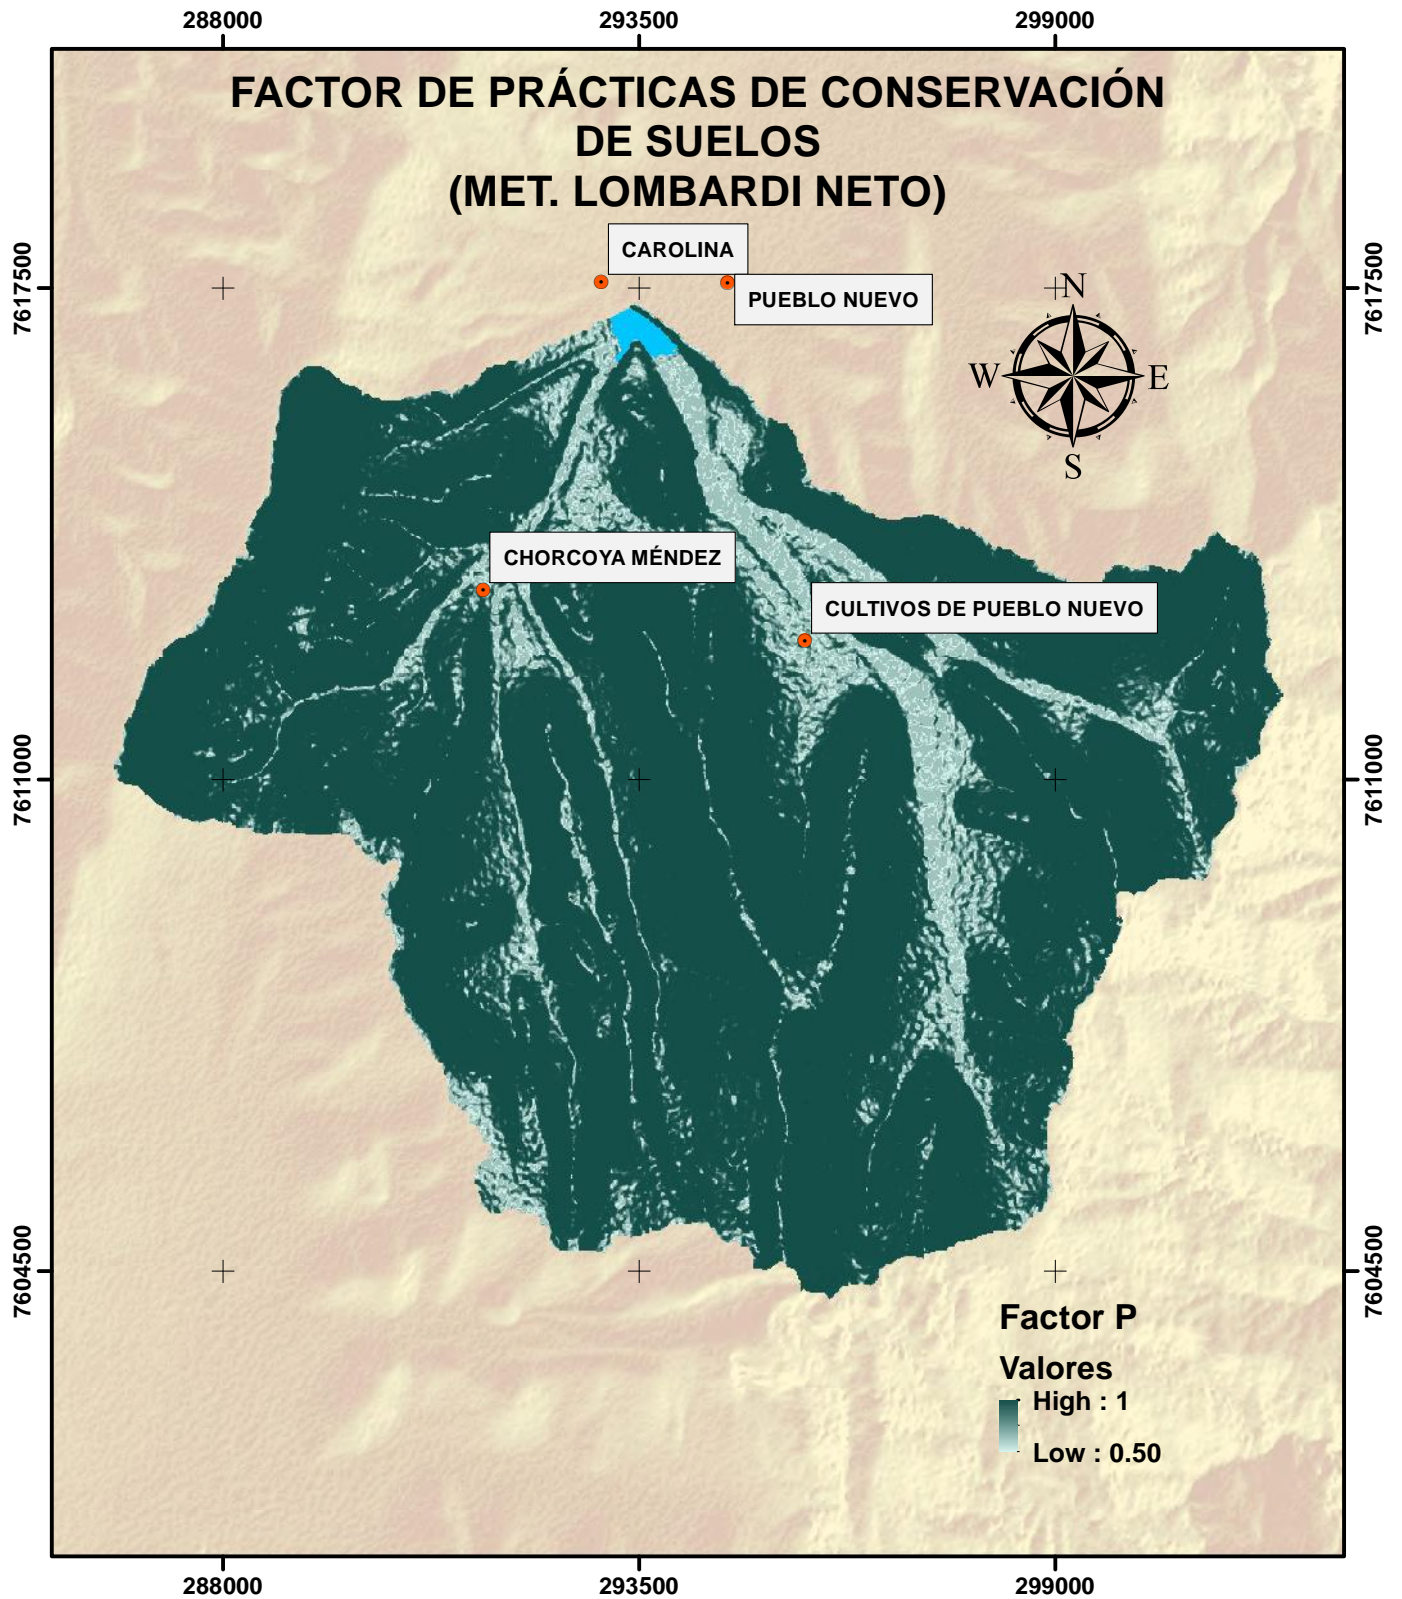 288000 293500 299000
FACTOR DE PRÁCTICAS DE CONSERVACIÓN
DE SUELOS
(MET. LOMBARDI NETO)
CAROLINA
PUEBLO NUEVO
7617500 7617500
N
W E
S
CHORCOYA MÉNDEZ
CULTIVOS DE PUEBLO NUEVO
7611000 7611000
7604500 7604500
Factor P
Valores
High : 1
Low : 0.50
288000 293500 299000